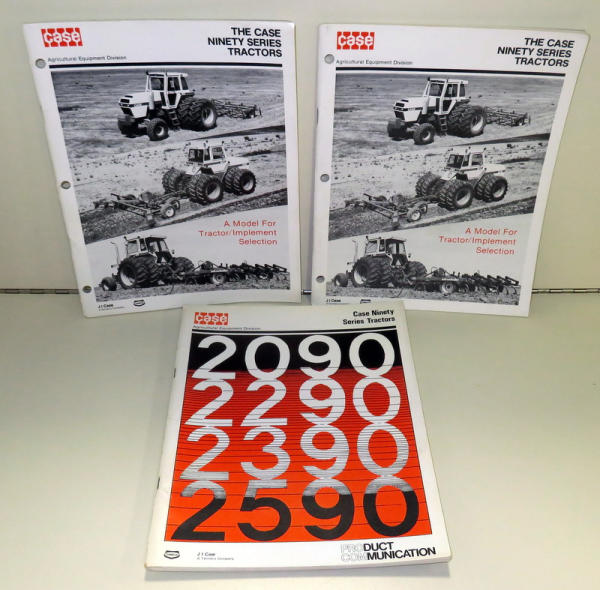 Case
THE CASE
NINETY SERIES
TRACTORS
Agricultural Equipment Division
A Model For
Tractor/Implement
Selection
J I Case
Case
THE CASE
NINETY SERIES
TRACTORS
Agricultural Equipment Division
A Model For
Tractor/Implement
Selection
J I Case
Case
Case Ninety
Series Tractors
Agricultural Equipment Division
2090
2290
2390
2590
J I Case
A Tenneco Company
PRODUCT
COMMUNICATION